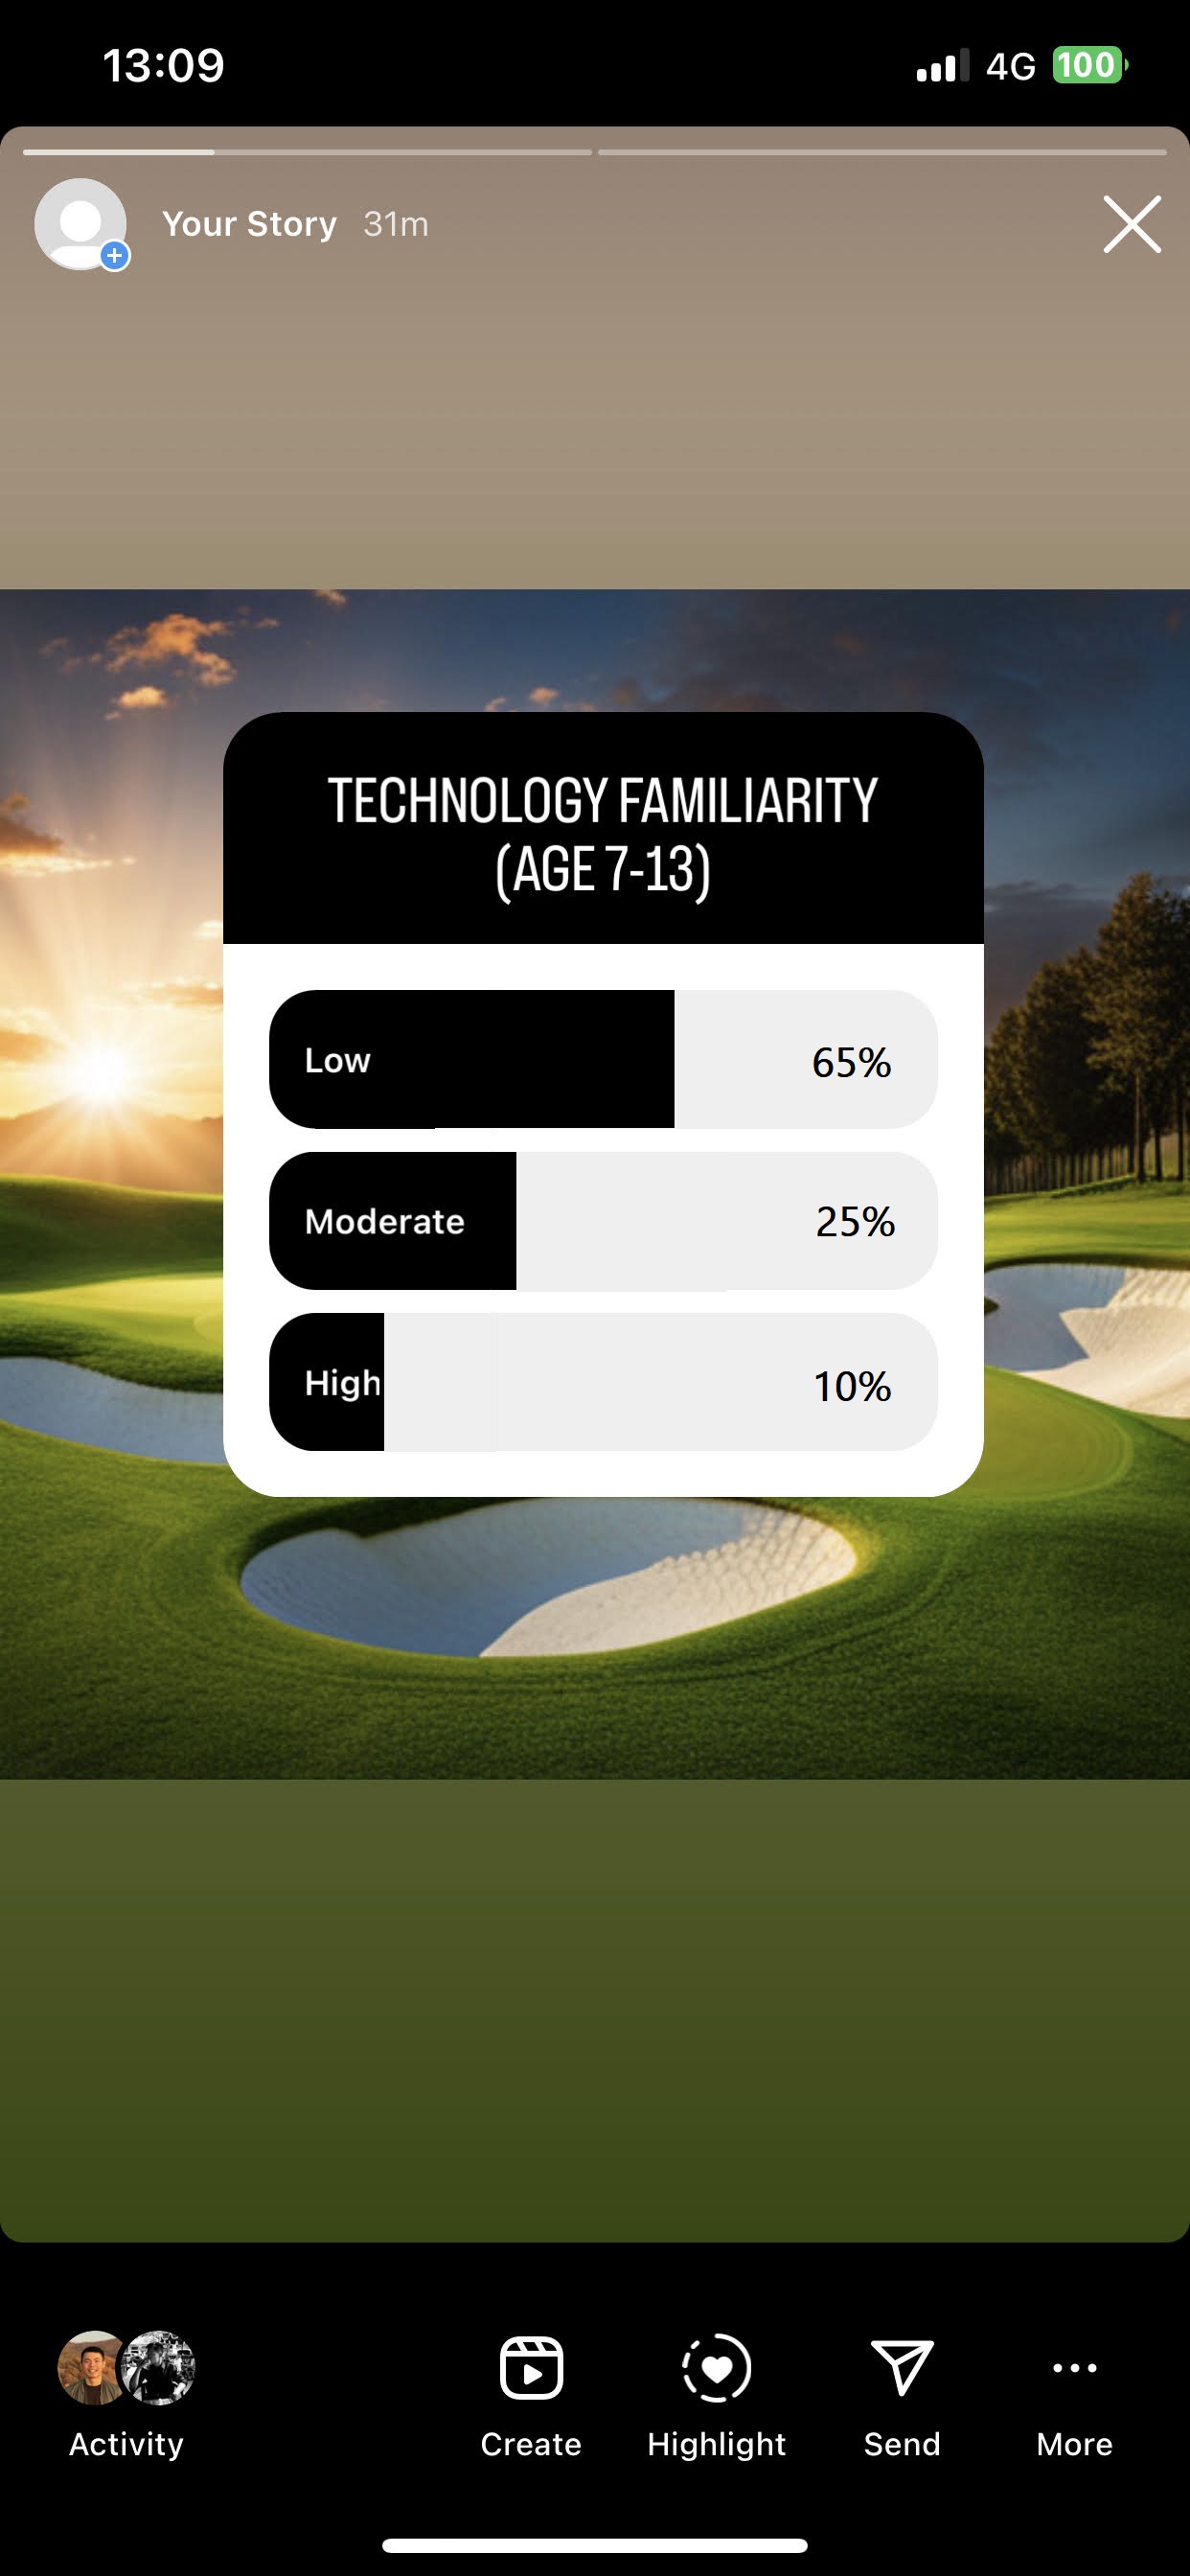 13:09
4G
100
Your Story 31m
TECHNOLOGY FAMILIARITY
(AGE 7-13)
Low 65%
Moderate 25%
High 10%
Activity
Create
Highlight
Send
More